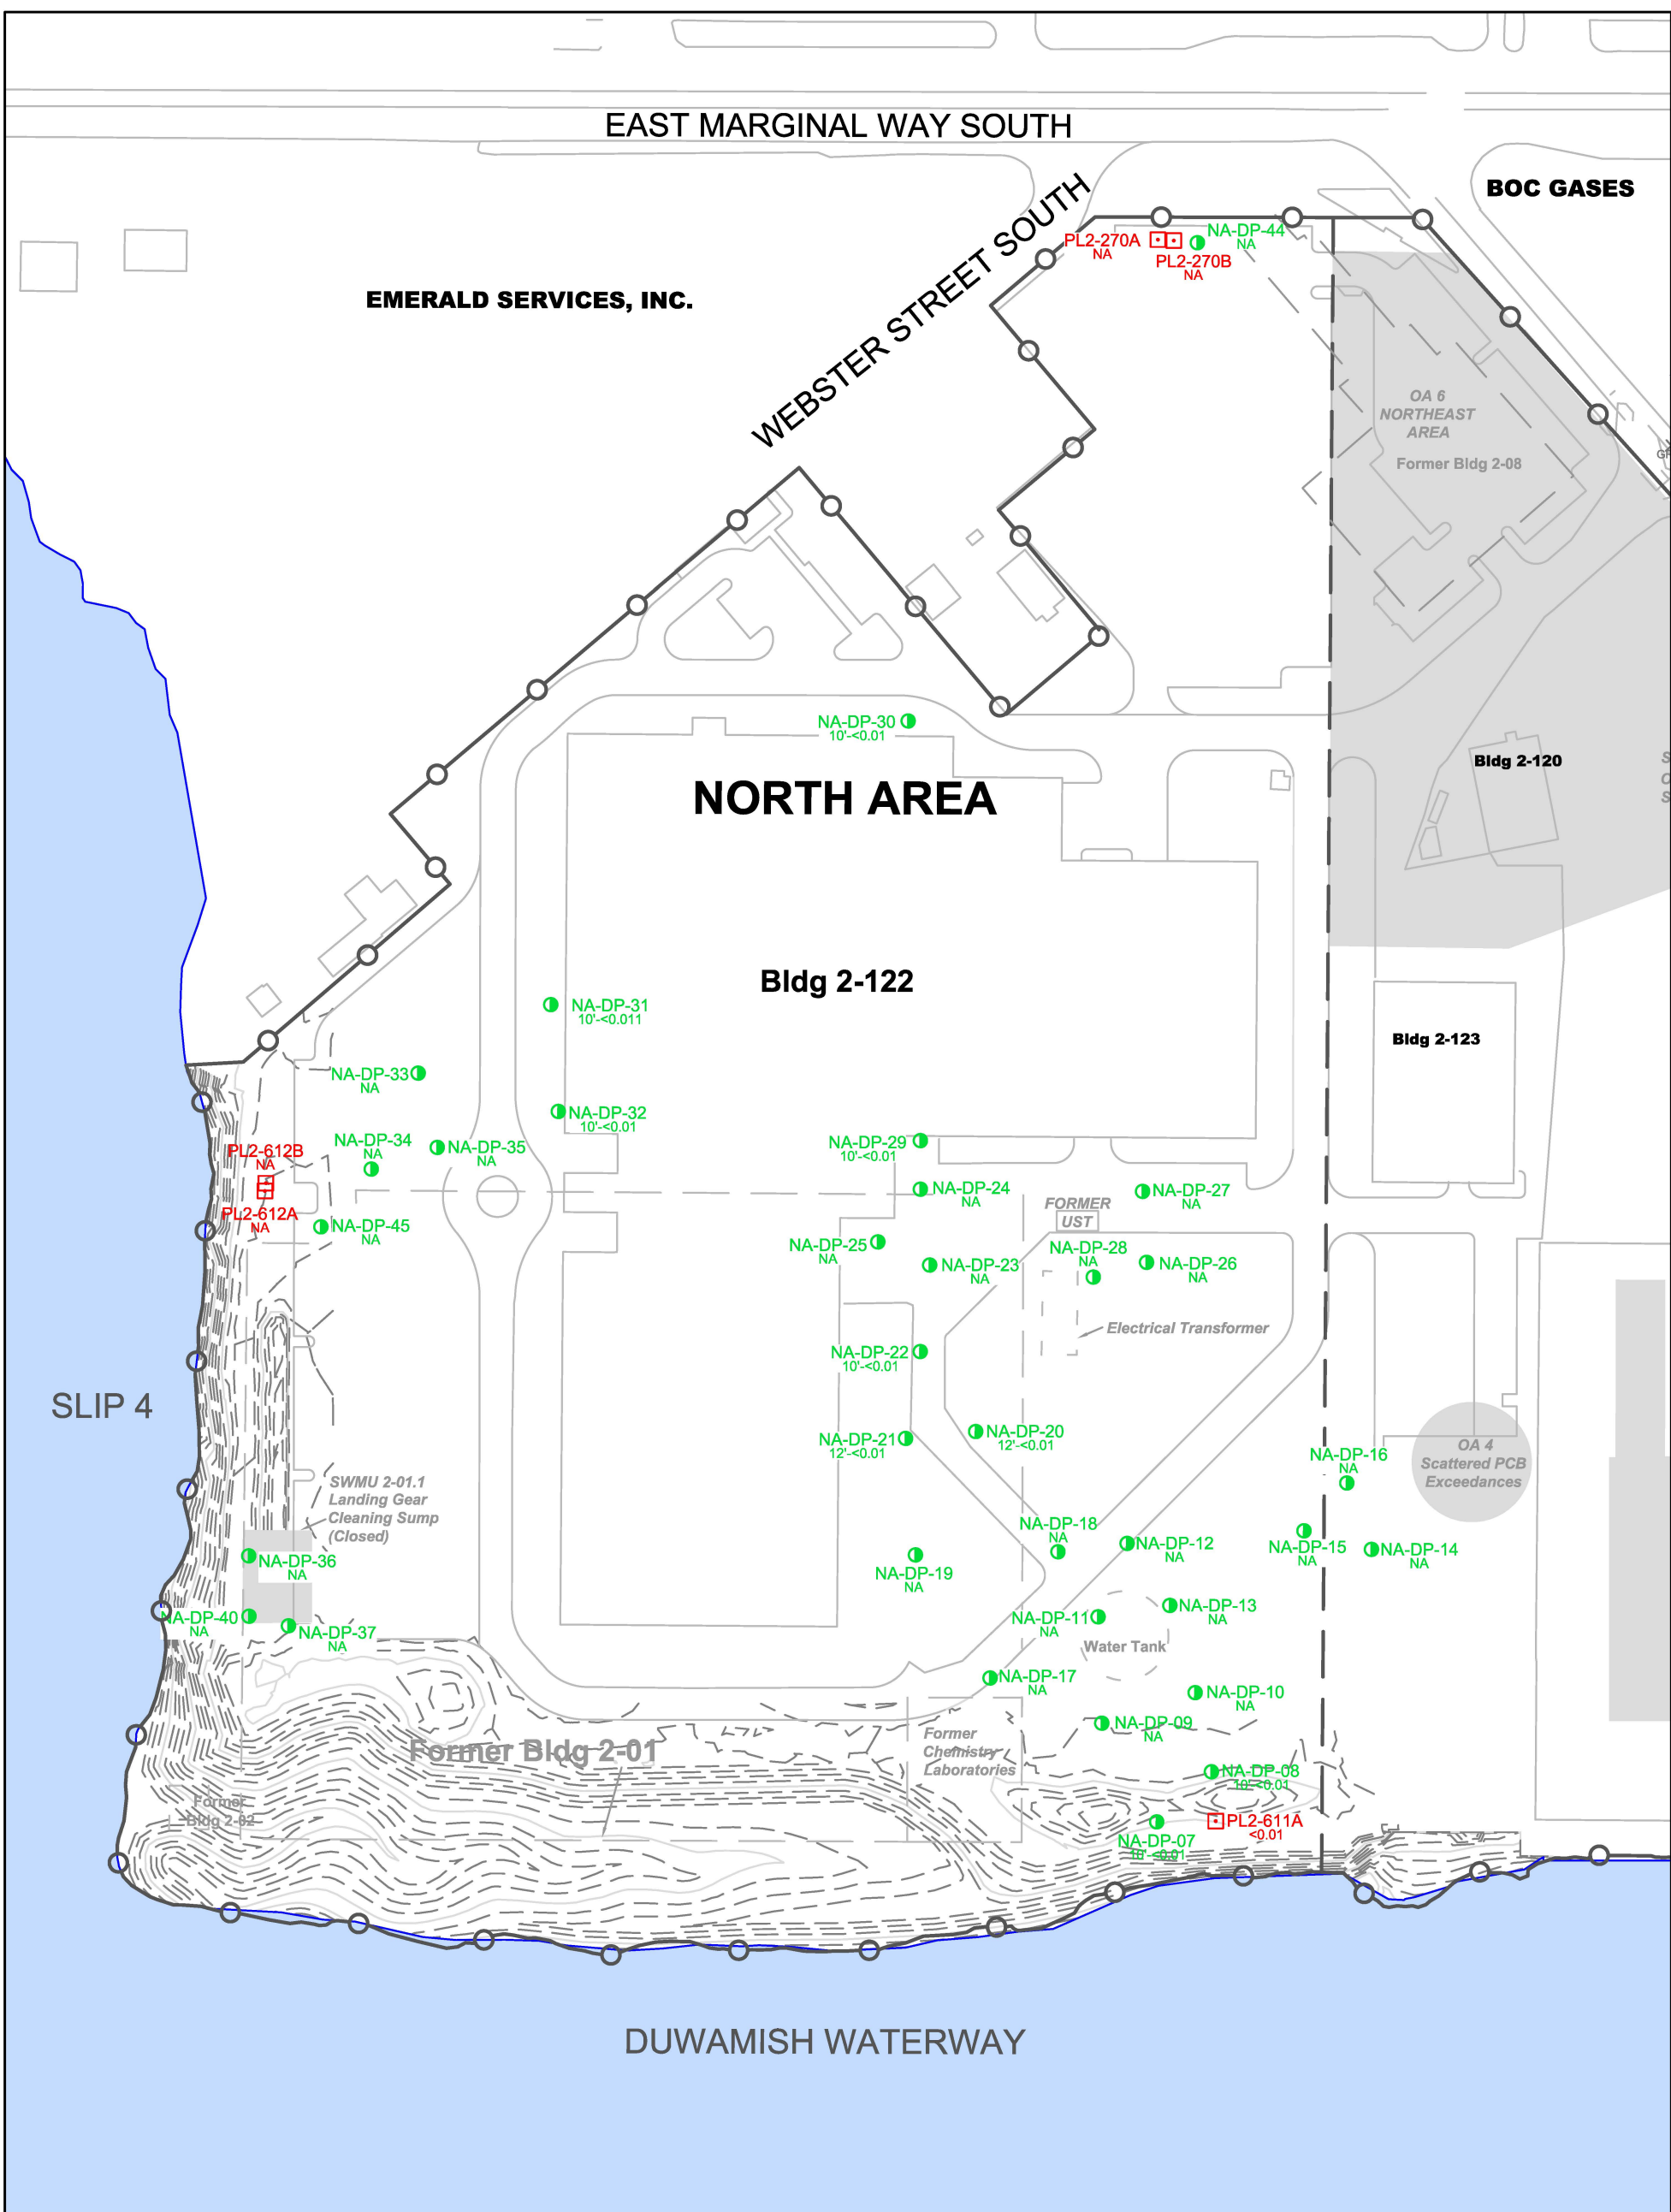 EAST MARGINAL WAY SOUTH
BOC GASES
WEBSTER STREET SOUTH
PL2-270A
NA
NA-DP-44
NA
PL2-270B
NA
EMERALD SERVICES, INC.
OA 6
NORTHEAST
AREA
Former Bldg 2-08
NA-DP-30
10'-<0.01
NORTH AREA
Bldg 2-120
Bldg 2-122
NA-DP-31
10'-<0.011
Bldg 2-123
NA-DP-33
NA
NA-DP-32
10'-<0.01
NA-DP-34
NA
NA-DP-35
NA
NA-DP-29
10'-<0.01
PL2-612B
NA
PL2-612A
NA
NA-DP-45
NA
NA-DP-24
NA
FORMER
UST
NA-DP-27
NA
NA-DP-25
NA
NA-DP-23
NA
NA-DP-28
NA
NA-DP-26
NA
Electrical Transformer
NA-DP-22
10'-<0.01
SLIP 4
NA-DP-21
12'-<0.01
NA-DP-20
12'-<0.01
NA-DP-16
NA
OA 4
Scattered PCB
Exceedances
SWMU 2-01.1
Landing Gear
Cleaning Sump
(Closed)
NA-DP-18
NA
NA-DP-12
NA
NA-DP-15
NA
NA-DP-14
NA
NA-DP-36
NA
NA-DP-19
NA
NA-DP-40
NA
NA-DP-37
NA
NA-DP-11
NA
NA-DP-13
NA
Water Tank
NA-DP-17
NA
NA-DP-10
NA
NA-DP-09
NA
Former Bldg 2-01
Former
Chemistry
Laboratories
NA-DP-08
10'-<0.01
Former
Bldg 2-02
PL2-611A
<0.01
NA-DP-07
DUWAMISH WATERWAY